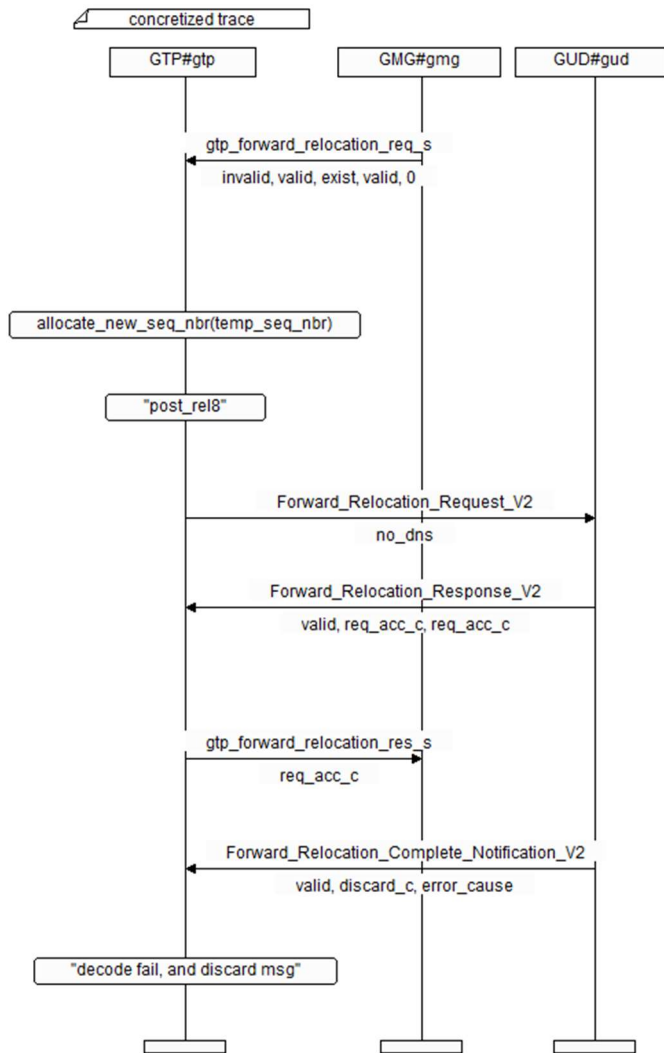 concretized trace
GTP#gtp
GMG#gmg
GUD#gud
gtp_forward_relocation_req_s
invalid, valid, exist, valid, 0
allocate_new_seq_nbr(temp_seq_nbr)
"post_rel8"
Forward_Relocation_Request_V2
no_dns
Forward_Relocation_Response_V2
valid, req_acc_c, req_acc_c
gtp_forward_relocation_res_s
req_acc_c
Forward_Relocation_Complete_Notification_V2
valid, discard_c, error_cause
"decode fail, and discard msg"